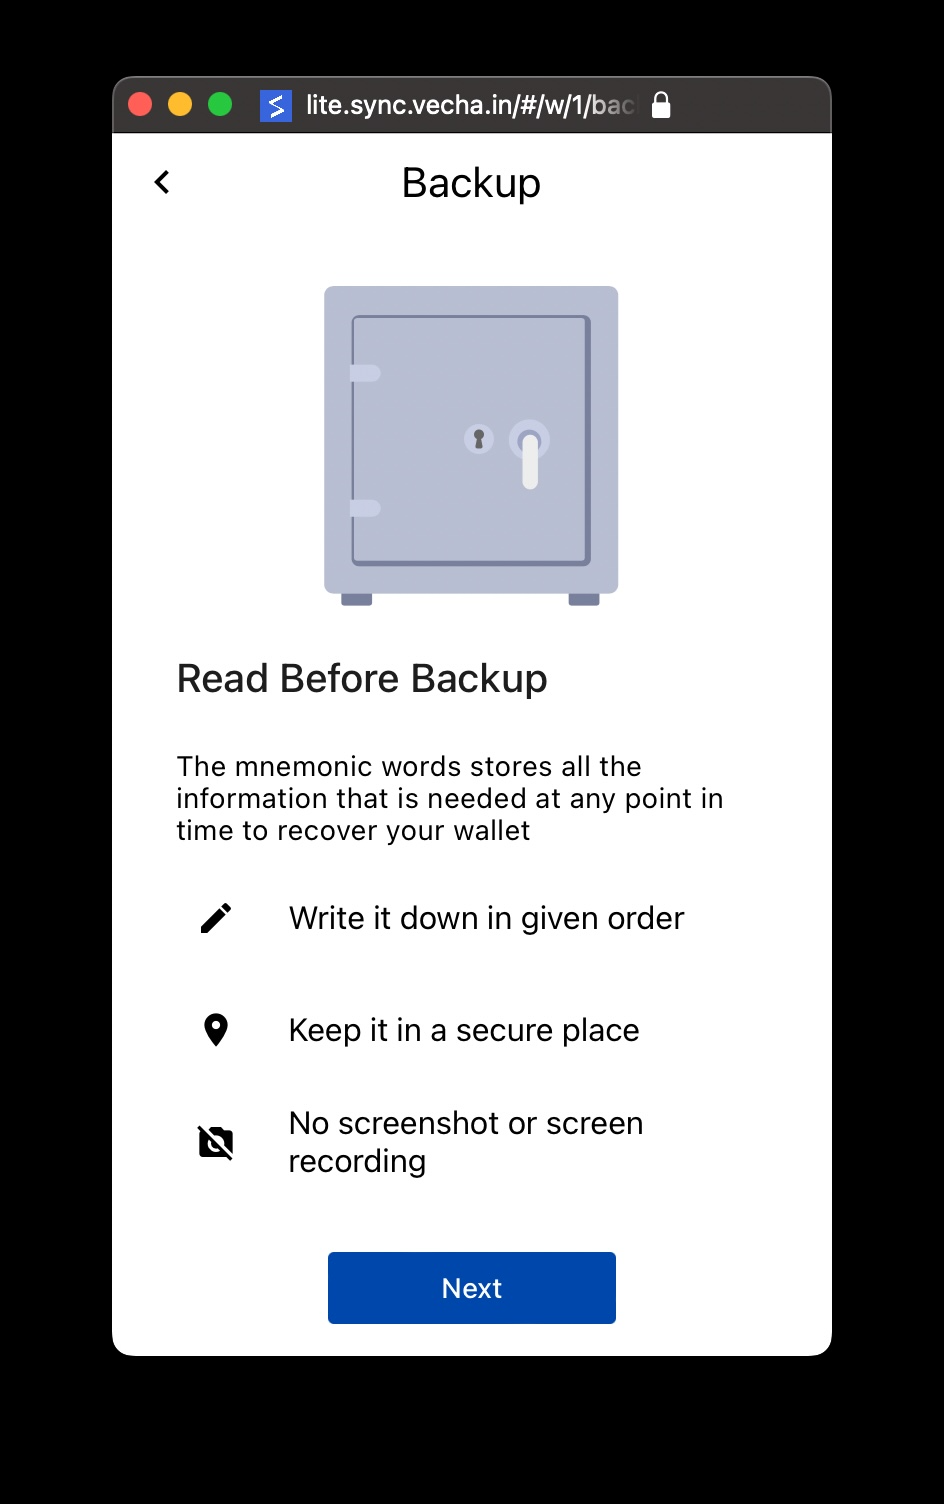 lite.sync.vecha.in/#/w/1/bac
Backup
Read Before Backup
The mnemonic words stores all the
information that is needed at any point in
time to recover your wallet
Write it down in given order
Keep it in a secure place
No screenshot or screen
recording
Next